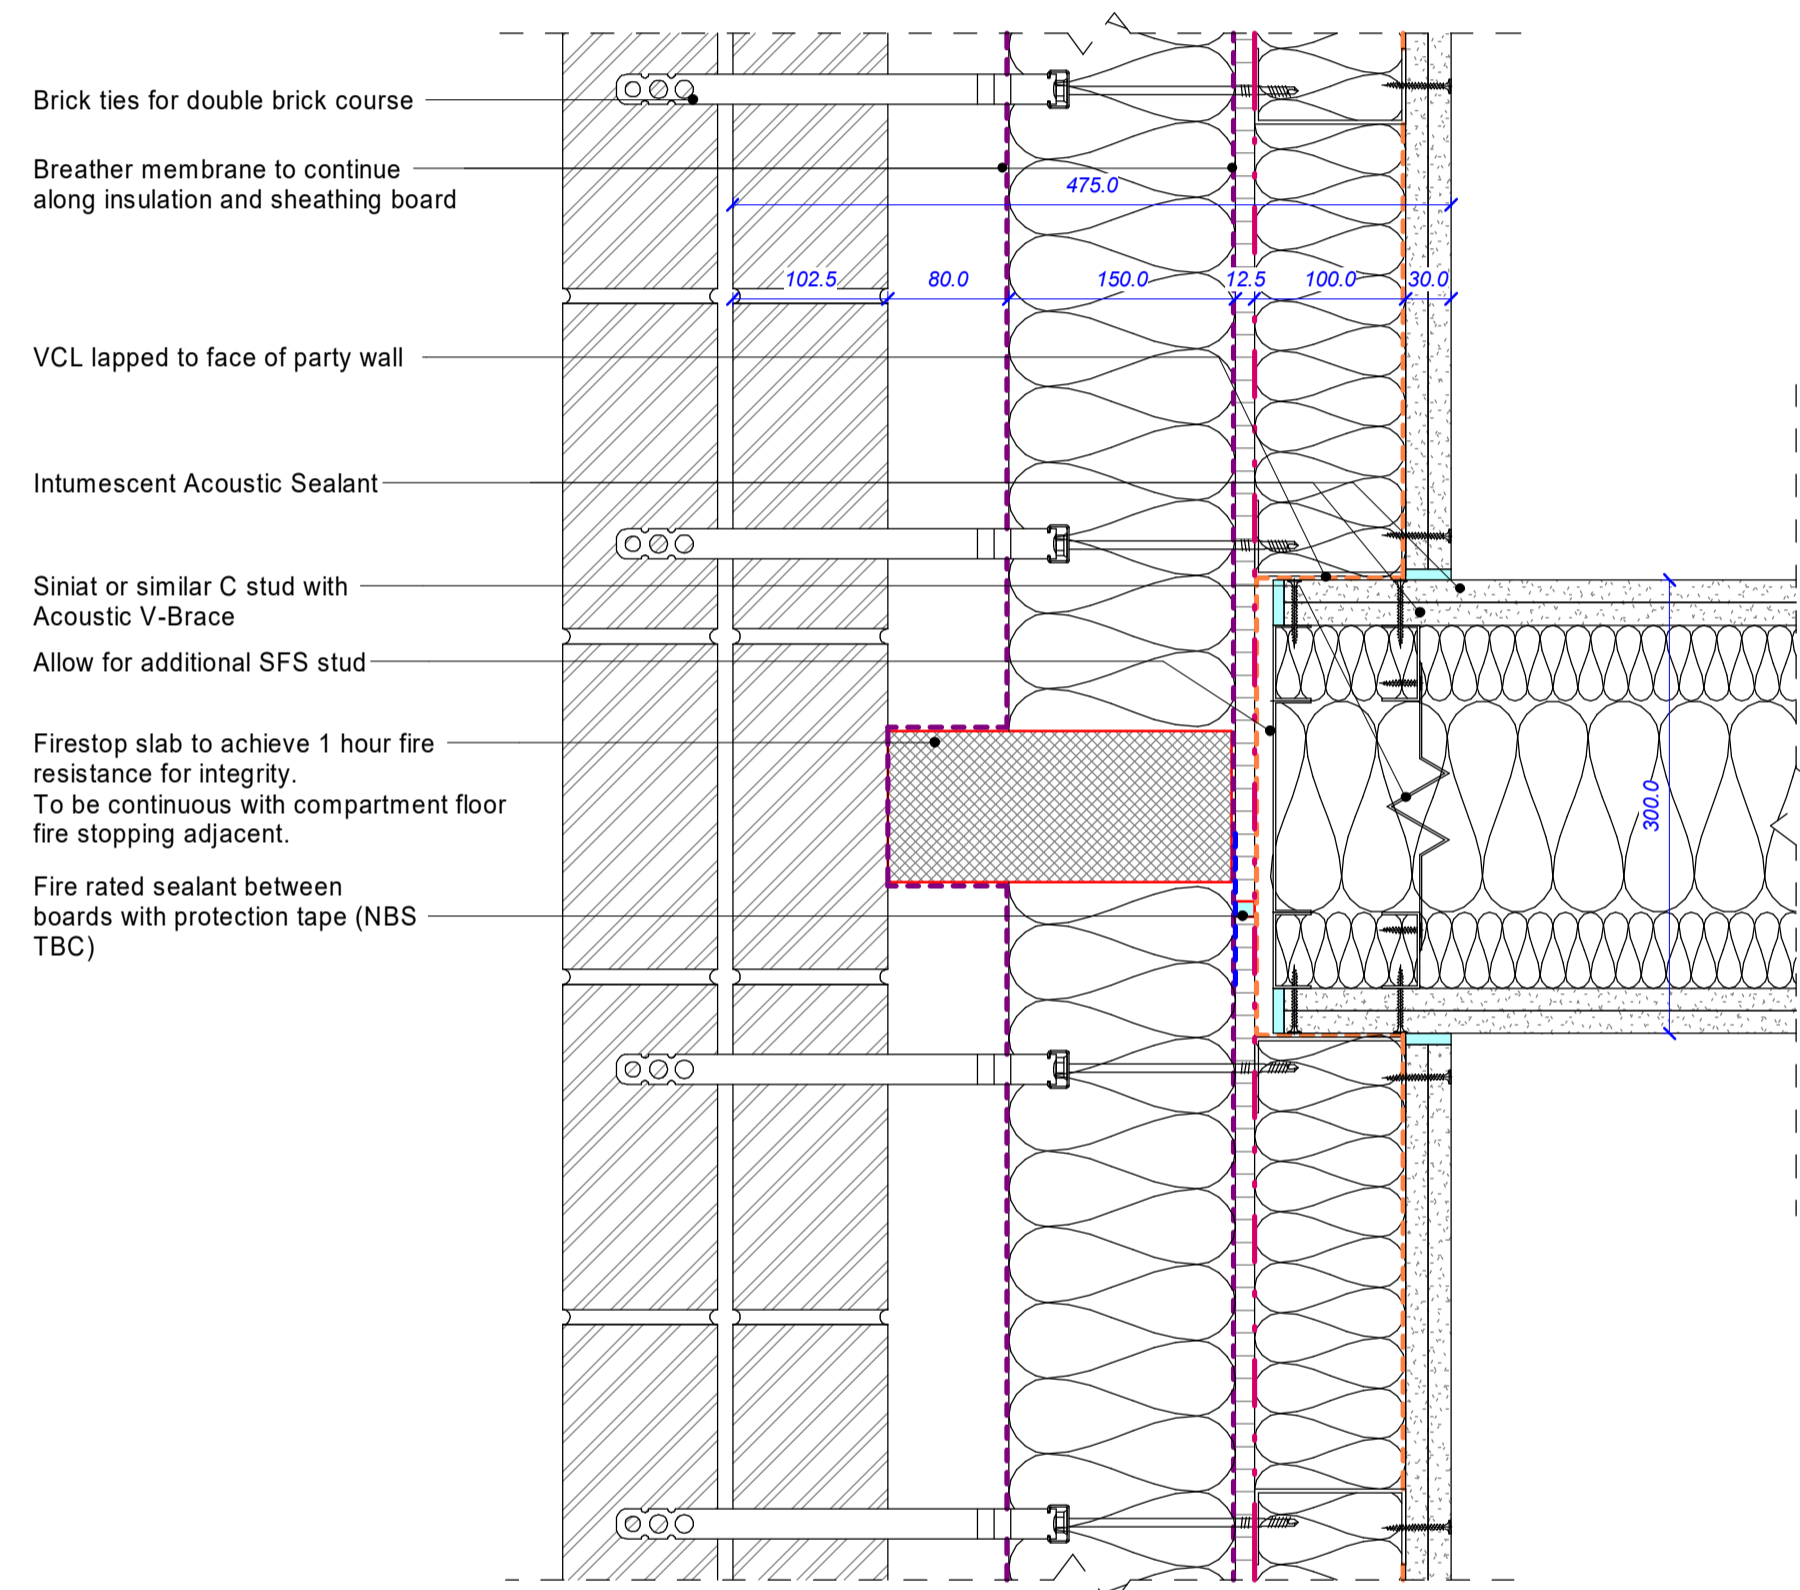 Brick ties for double brick course
Breather membrane to continue
along insulation and sheathing board
475.0
102.5
80.0
150.0
12.5
100.0
30.0
VCL lapped to face of party wall
Intumescent Acoustic Sealant
Siniat or similar C stud with
Acoustic V-Brace
Allow for additional SFS stud
Firestop slab to achieve 1 hour fire
resistance for integrity.
To be continuous with compartment floor
fire stopping adjacent.
300.0
Fire rated sealant between
boards with protection tape (NBS
TBC)